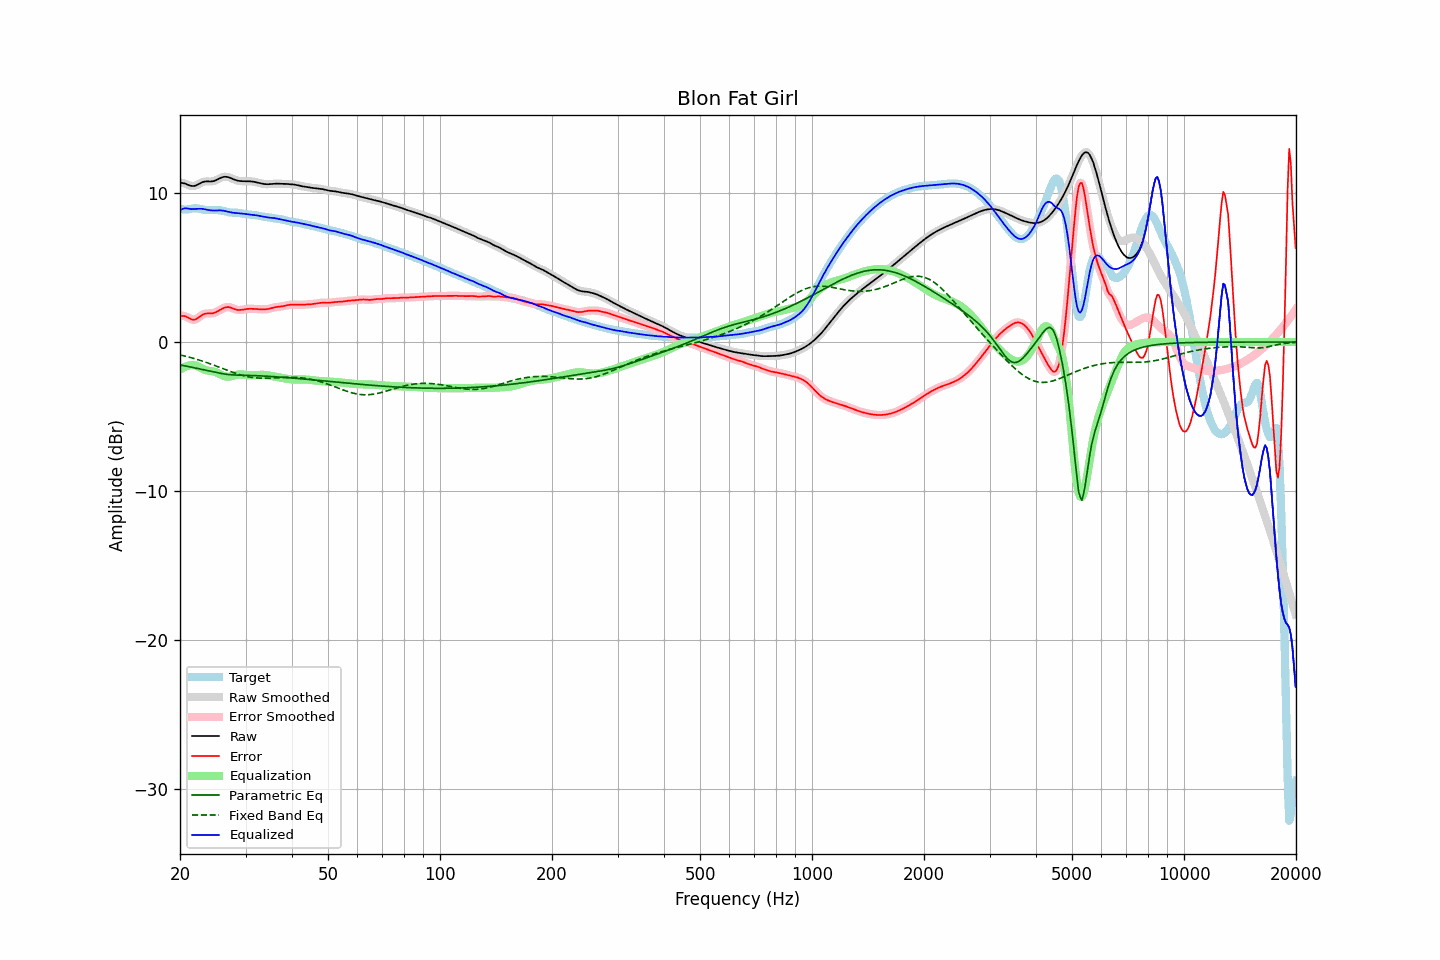 Blon Fat Girl
10
0
−10
−20
−30
Amplitude (dBr)
Target
Raw Smoothed
Error Smoothed
Raw
Error
Equalization
Parametric Eq
Fixed Band Eq
Equalized
20 50 100 200 500 1000 2000 5000 10000 20000
Frequency (Hz)